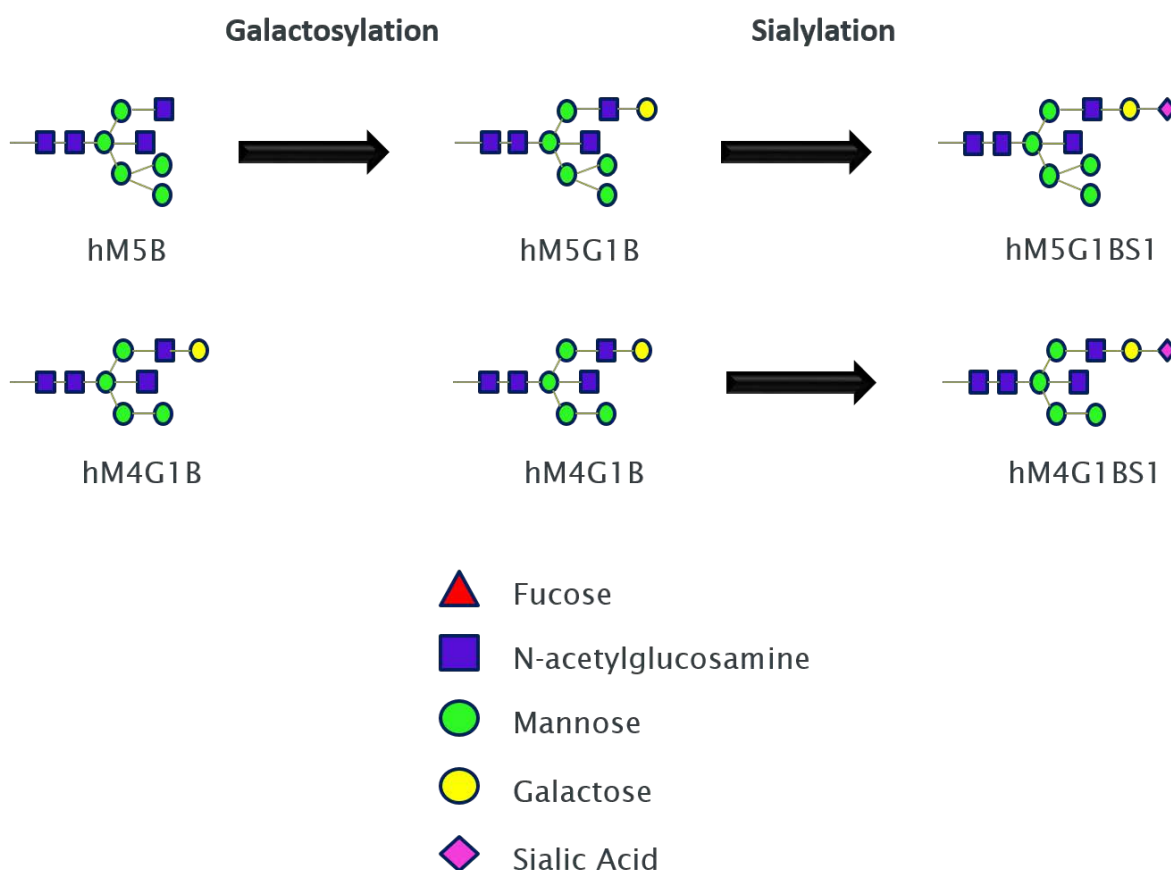 Galactosylation Sialylation
hM5B hM5G1B hM5G1BS1
hM4G1B hM4G1B hM4G1BS1
Fucose
N-acetylglucosamine
Mannose
Galactose
Sialic Acid